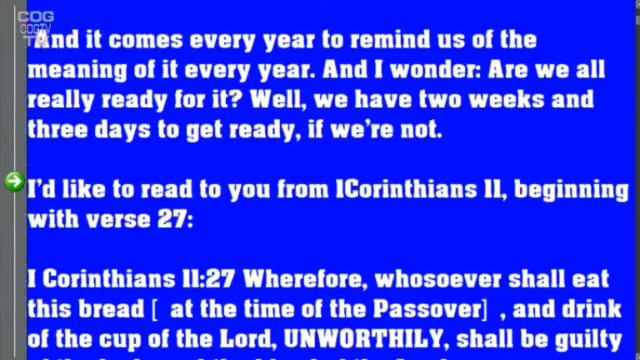 COG
COGTV
And it comes every year to remind us of the
meaning of it every year. And I wonder: Are we all
really ready for it? Well, we have two weeks and
three days to get ready, if we're not.
I'd like to read to you from 1Corinthians 11, beginning
with verse 27:
I Corinthians 11:27 Wherefore, whosoever shall eat
this bread [ at the time of the Passover] , and drink
of the cup of the Lord, UNWORTHILY, shall be guilty